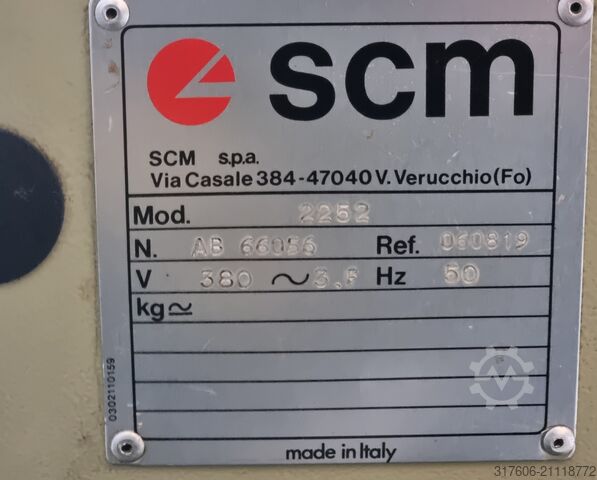 scm
SCM s.p.a.
Via Casale 384-47040 V. Verucchio (Fo)
Mod. 2252
N. AB 66056 Ref. 060819
V 380 ~ 3.F Hz 50
kg≃
0302110159
made in Italy
317606-21118772